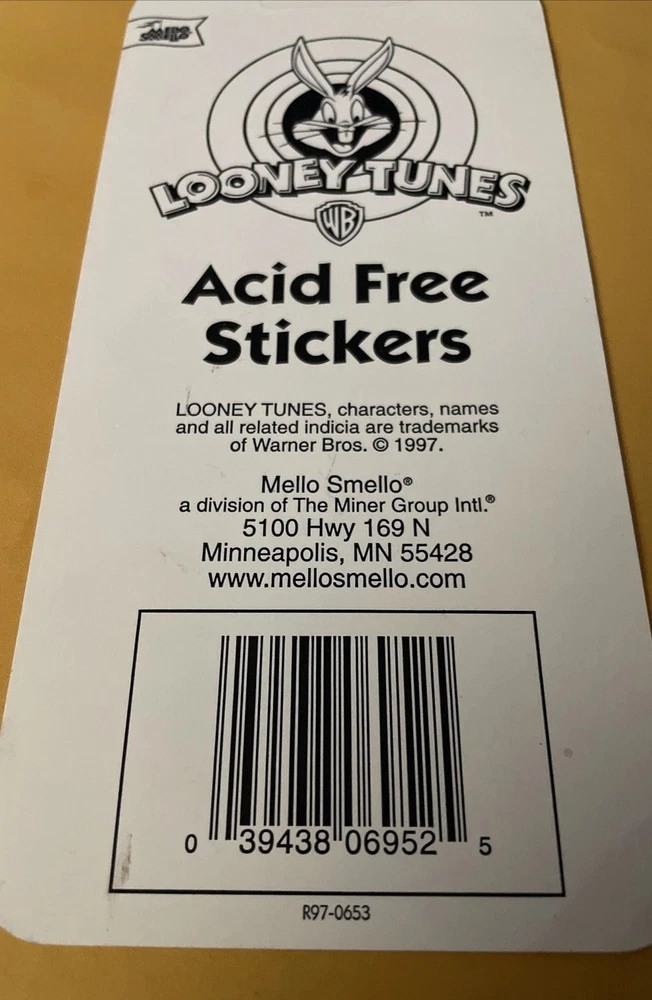 MELLO
SMELLO
LOONEY TUNES
TM
WB
Acid Free
Stickers
LOONEY TUNES, characters, names
and all related indicia are trademarks
of Warner Bros. © 1997.
Mello Smello®
a division of The Miner Group Intl.®
5100 Hwy 169 N
Minneapolis, MN 55428
www.mellosmello.com
0 39438 06952 5
R97-0653